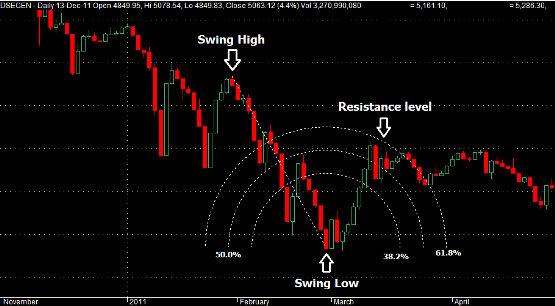 DSEGEN - Daily 13-Dec-11 Open 4849.95, Hi 5078.54, Lo 4849.83, Close 5063.12 (4.4%) Vol 3,270,990,080 = 5,161.10, = 5,286.30,
Swing High
Resistance level
50.0% 38.2% 61.8%
Swing Low
November 2011 February March April